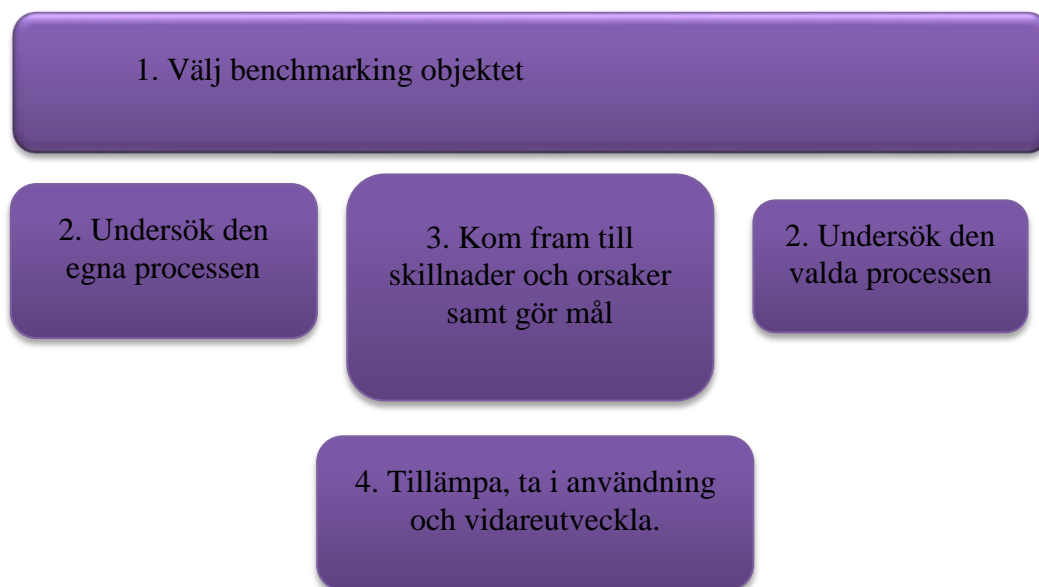 1. Välj benchmarking objektet
2. Undersök den
egna processen
3. Kom fram till
skillnader och orsaker
samt gör mål
2. Undersök den
valda processen
4. Tillämpa, ta i användning
och vidareutveckla.